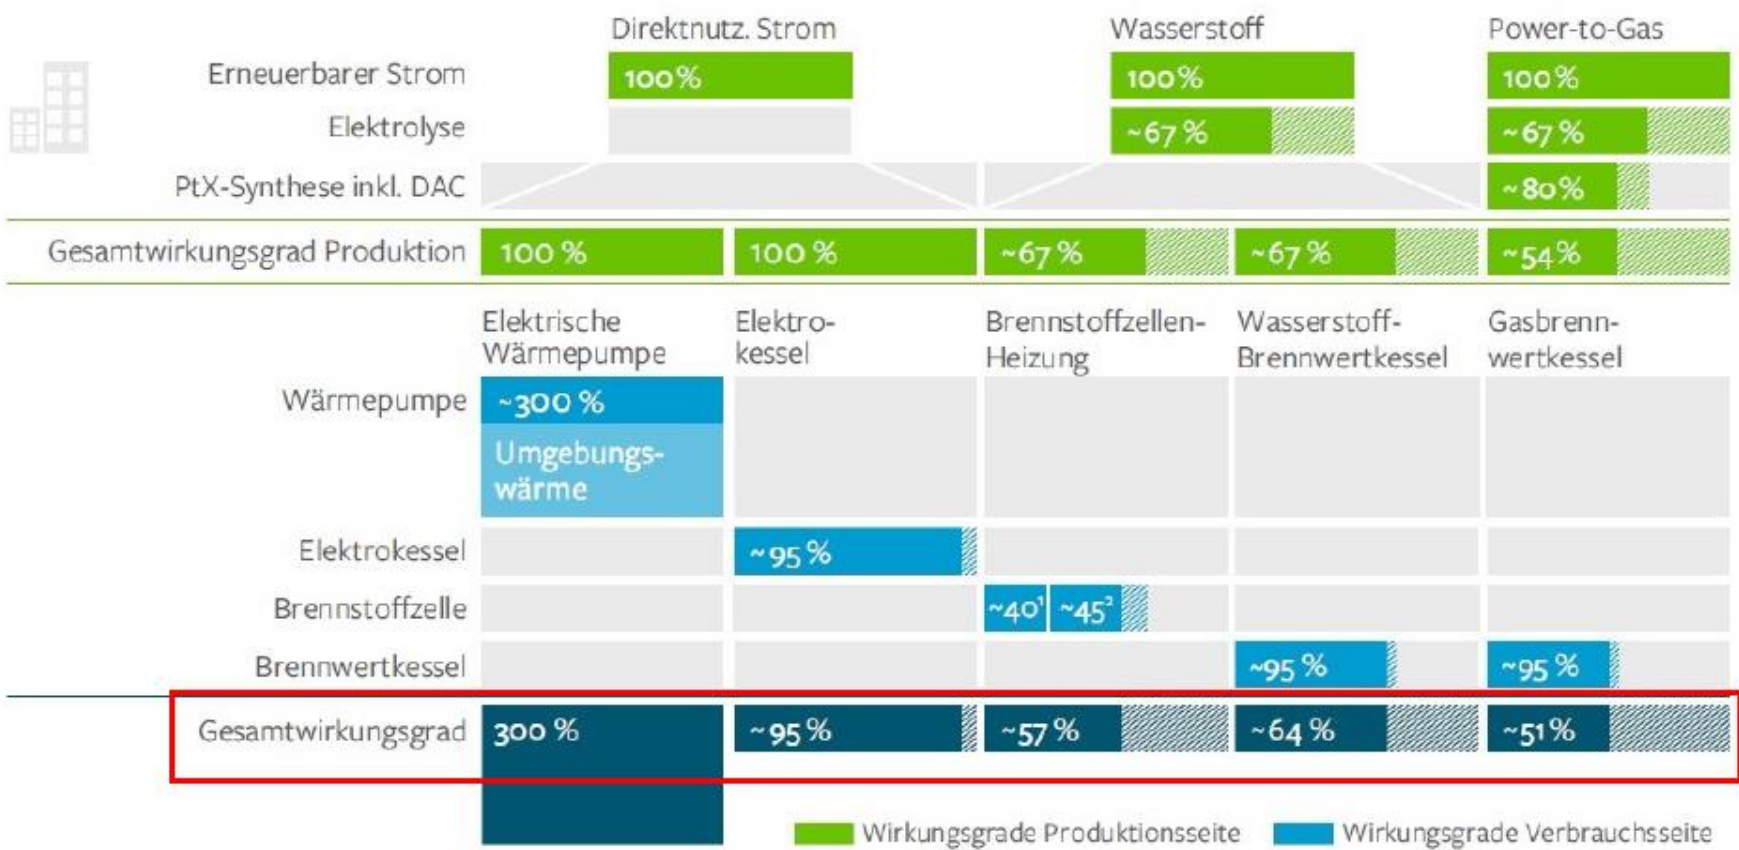 Direktnutz. Strom Wasserstoff Power-to-Gas
Erneuerbarer Strom 100% 100% 100%
Elektrolyse ~67% ~67%
PtX-Synthese inkl. DAC ~80%
Gesamtwirkungsgrad Produktion 100% 100% ~67% ~67% ~54%
Elektrische Elektro- Brennstoffzellen- Wasserstoff- Gasbrenn-
Wärmepumpe kessel Heizung Brennwertkessel wertkessel
Wärmepumpe ~300%
Umgebungs-
wärme
Elektrokessel ~95%
Brennstoffzelle ~40¹ ~45²
Brennwertkessel ~95% ~95%
Gesamtwirkungsgrad 300% ~95% ~57% ~64% ~51%
Wirkungsgrade Produktionsseite Wirkungsgrade Verbrauchsseite